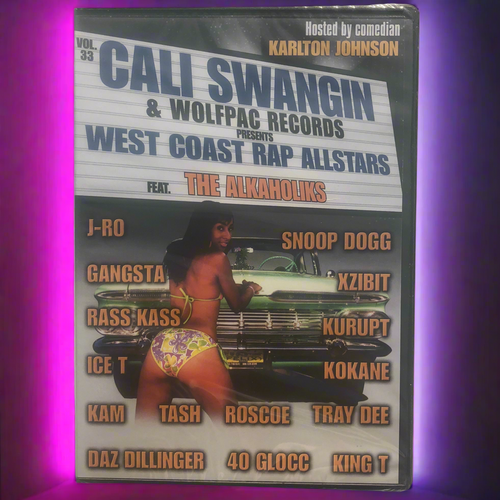 Hosted by comedian
KARLTON JOHNSON
VOL. 33
CALI SWANGIN
& WOLFPAC RECORDS
PRESENTS
WEST COAST RAP ALLSTARS
FEAT. THE ALKAHOLIKS
J-RO
SNOOP DOGG
GANGSTA
XZIBIT
RASS KASS
KURUPT
ICE T
KOKANE
KAM TASH ROSCOE TRAY DEE
DAZ DILLINGER 40 GLOCC KING T